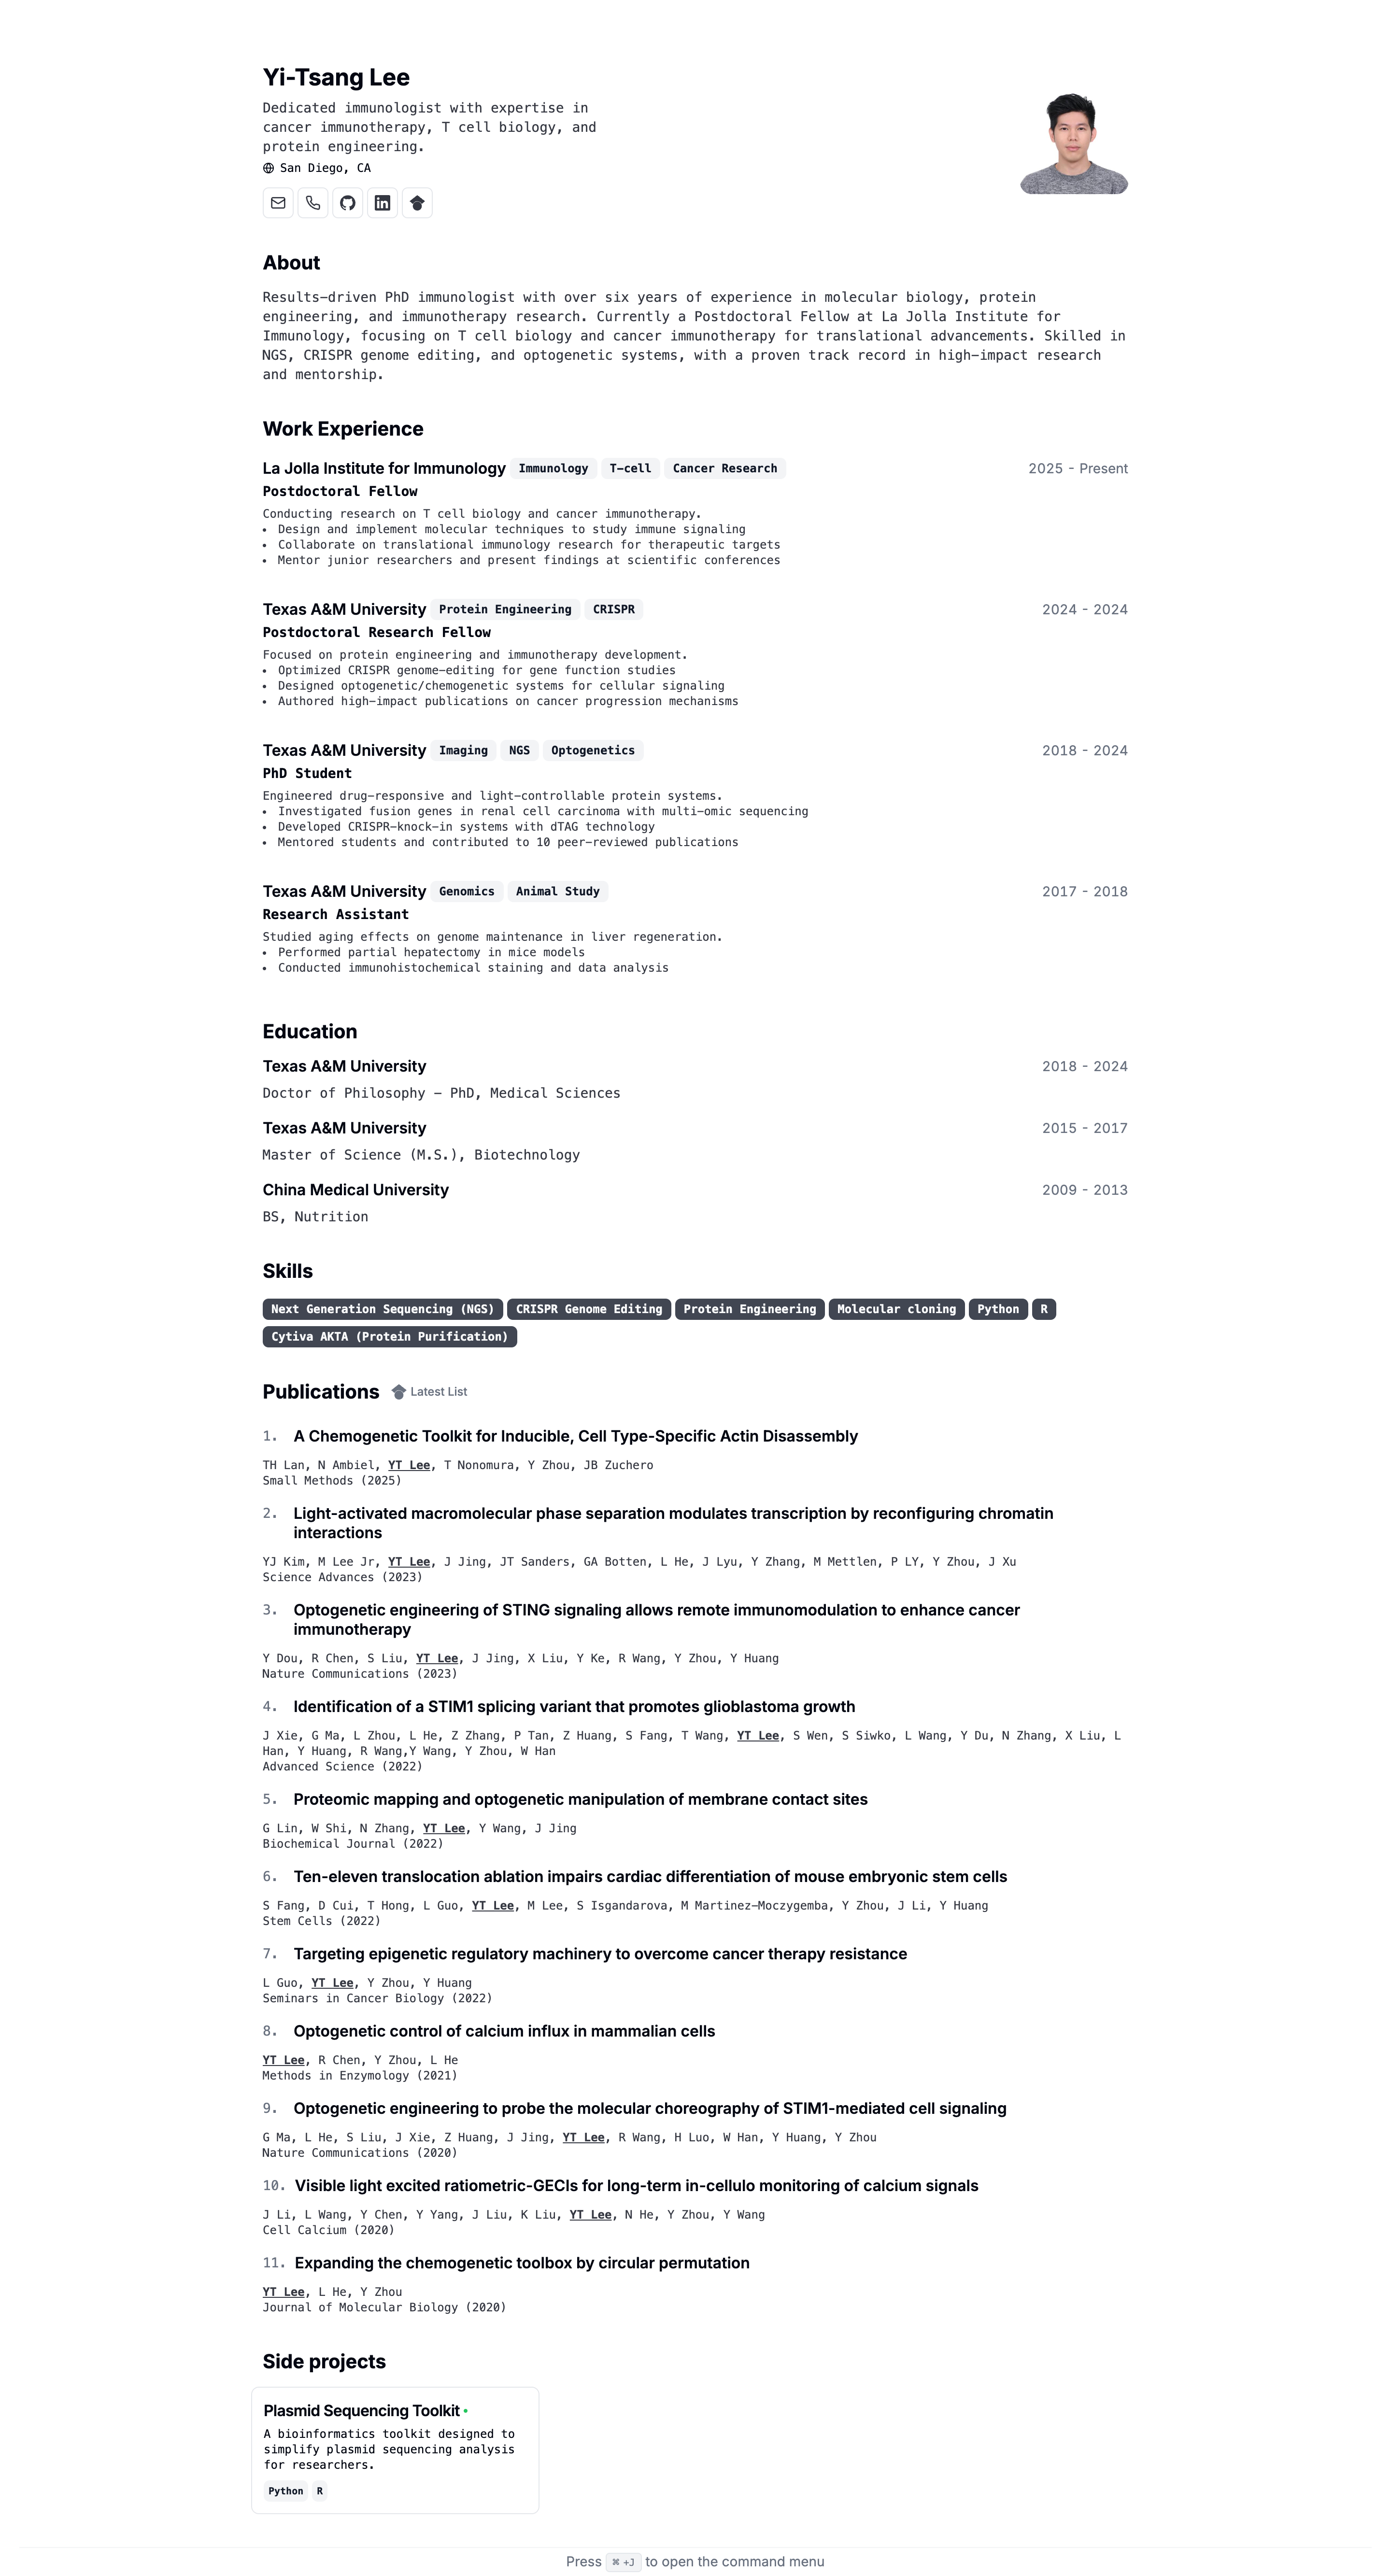 Yi-Tsang Lee
Dedicated immunologist with expertise in
cancer immunotherapy, T cell biology, and
protein engineering.
San Diego, CA
About
Results-driven PhD immunologist with over six years of experience in molecular biology, protein
engineering, and immunotherapy research. Currently a Postdoctoral Fellow at La Jolla Institute for
Immunology, focusing on T cell biology and cancer immunotherapy for translational advancements. Skilled in
NGS, CRISPR genome editing, and optogenetic systems, with a proven track record in high-impact research
and mentorship.
Work Experience
La Jolla Institute for Immunology Immunology T-cell Cancer Research 2025 - Present
Postdoctoral Fellow
Conducting research on T cell biology and cancer immunotherapy.
• Design and implement molecular techniques to study immune signaling
• Collaborate on translational immunology research for therapeutic targets
• Mentor junior researchers and present findings at scientific conferences
Texas A&M University Protein Engineering CRISPR 2024 - 2024
Postdoctoral Research Fellow
Focused on protein engineering and immunotherapy development.
• Optimized CRISPR genome-editing for gene function studies
• Designed optogenetic/chemogenetic systems for cellular signaling
• Authored high-impact publications on cancer progression mechanisms
Texas A&M University Imaging NGS Optogenetics 2018 - 2024
PhD Student
Engineered drug-responsive and light-controllable protein systems.
• Investigated fusion genes in renal cell carcinoma with multi-omic sequencing
• Developed CRISPR-knock-in systems with dTAG technology
• Mentored students and contributed to 10 peer-reviewed publications
Texas A&M University Genomics Animal Study 2017 - 2018
Research Assistant
Studied aging effects on genome maintenance in liver regeneration.
• Performed partial hepatectomy in mice models
• Conducted immunohistochemical staining and data analysis
Education
Texas A&M University 2018 - 2024
Doctor of Philosophy - PhD, Medical Sciences
Texas A&M University 2015 - 2017
Master of Science (M.S.), Biotechnology
China Medical University 2009 - 2013
BS, Nutrition
Skills
Next Generation Sequencing (NGS) CRISPR Genome Editing Protein Engineering Molecular cloning Python R
Cytiva AKTA (Protein Purification)
Publications Latest List
1. A Chemogenetic Toolkit for Inducible, Cell Type-Specific Actin Disassembly
TH Lan, N Ambiel, YT Lee, T Nonomura, Y Zhou, JB Zuchero
Small Methods (2025)
2. Light-activated macromolecular phase separation modulates transcription by reconfiguring chromatin
interactions
YJ Kim, M Lee Jr, YT Lee, J Jing, JT Sanders, GA Botten, L He, J Lyu, Y Zhang, M Mettlen, P LY, Y Zhou, J Xu
Science Advances (2023)
3. Optogenetic engineering of STING signaling allows remote immunomodulation to enhance cancer
immunotherapy
Y Dou, R Chen, S Liu, YT Lee, J Jing, X Liu, Y Ke, R Wang, Y Zhou, Y Huang
Nature Communications (2023)
4. Identification of a STIM1 splicing variant that promotes glioblastoma growth
J Xie, G Ma, L Zhou, L He, Z Zhang, P Tan, Z Huang, S Fang, T Wang, YT Lee, S Wen, S Siwko, L Wang, Y Du, N Zhang, X Liu, L
Han, Y Huang, R Wang,Y Wang, Y Zhou, W Han
Advanced Science (2022)
5. Proteomic mapping and optogenetic manipulation of membrane contact sites
G Lin, W Shi, N Zhang, YT Lee, Y Wang, J Jing
Biochemical Journal (2022)
6. Ten-eleven translocation ablation impairs cardiac differentiation of mouse embryonic stem cells
S Fang, D Cui, T Hong, L Guo, YT Lee, M Lee, S Isgandarova, M Martinez-Moczygemba, Y Zhou, J Li, Y Huang
Stem Cells (2022)
7. Targeting epigenetic regulatory machinery to overcome cancer therapy resistance
L Guo, YT Lee, Y Zhou, Y Huang
Seminars in Cancer Biology (2022)
8. Optogenetic control of calcium influx in mammalian cells
YT Lee, R Chen, Y Zhou, L He
Methods in Enzymology (2021)
9. Optogenetic engineering to probe the molecular choreography of STIM1-mediated cell signaling
G Ma, L He, S Liu, J Xie, Z Huang, J Jing, YT Lee, R Wang, H Luo, W Han, Y Huang, Y Zhou
Nature Communications (2020)
10. Visible light excited ratiometric-GECIs for long-term in-cellulo monitoring of calcium signals
J Li, L Wang, Y Chen, Y Yang, J Liu, K Liu, YT Lee, N He, Y Zhou, Y Wang
Cell Calcium (2020)
11. Expanding the chemogenetic toolbox by circular permutation
YT Lee, L He, Y Zhou
Journal of Molecular Biology (2020)
Side projects
Plasmid Sequencing Toolkit
A bioinformatics toolkit designed to
simplify plasmid sequencing analysis
for researchers.
Python R
Press ⌘ +J to open the command menu